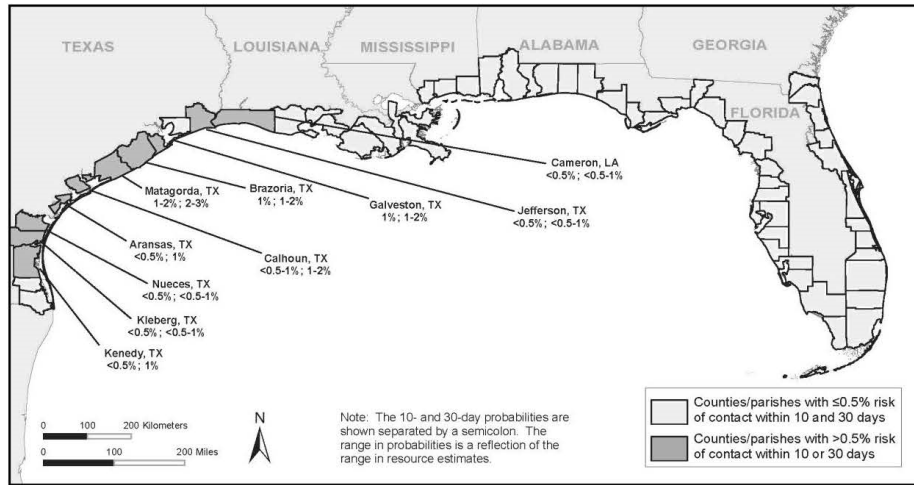 TEXAS
LOUISIANA
MISSISSIPPI
ALABAMA
GEORGIA
FLORIDA
Cameron, LA
<0.5% ; <0.5-1%
Jefferson, TX
<0.5% ; <0.5-1%
Galveston, TX
1% ; 1-2%
Brazoria, TX
1% ; 1-2%
Matagorda, TX
1-2% ; 2-3%
Calhoun, TX
<0.5-1% ; 1-2%
Aransas, TX
<0.5% ; 1%
Nueces, TX
<0.5% ; <0.5-1%
Kleberg, TX
<0.5% ; <0.5-1%
Kenedy, TX
<0.5% ; 1%
0 100 200 Kilometers
0 100 200 Miles
N
Note: The 10- and 30-day probabilities are
shown separated by a semicolon. The
range in probabilities is a reflection of the
range in resource estimates.
Counties/parishes with ≤0.5% risk
of contact within 10 and 30 days
Counties/parishes with >0.5% risk
of contact within 10 or 30 days